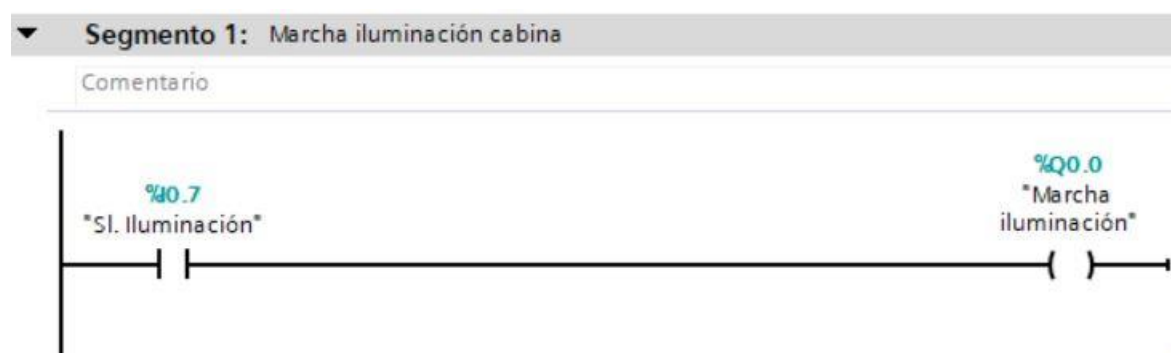 Segmento 1: Marcha iluminación cabina
Comentario
%I0.7
"Sl. Iluminación"
%Q0.0
"Marcha
iluminación"